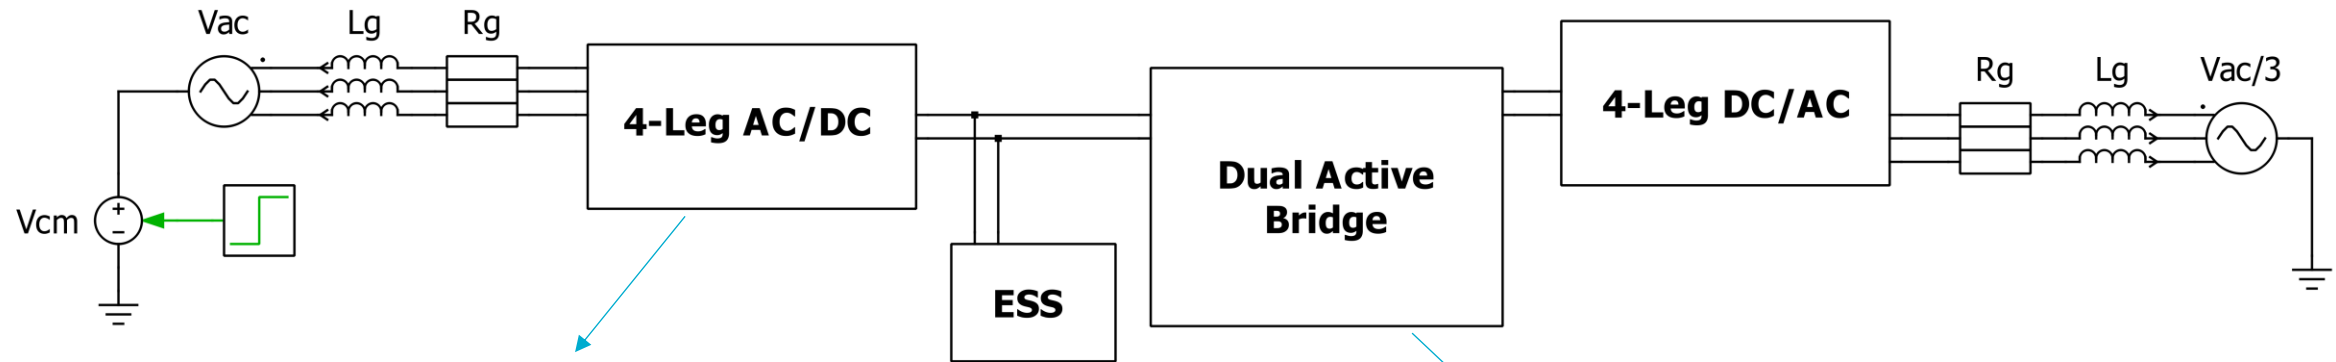 Vac
Lg
Rg
4-Leg AC/DC
4-Leg DC/AC
Rg
Lg
Vac/3
Dual Active
Bridge
Vcm
+
−
ESS